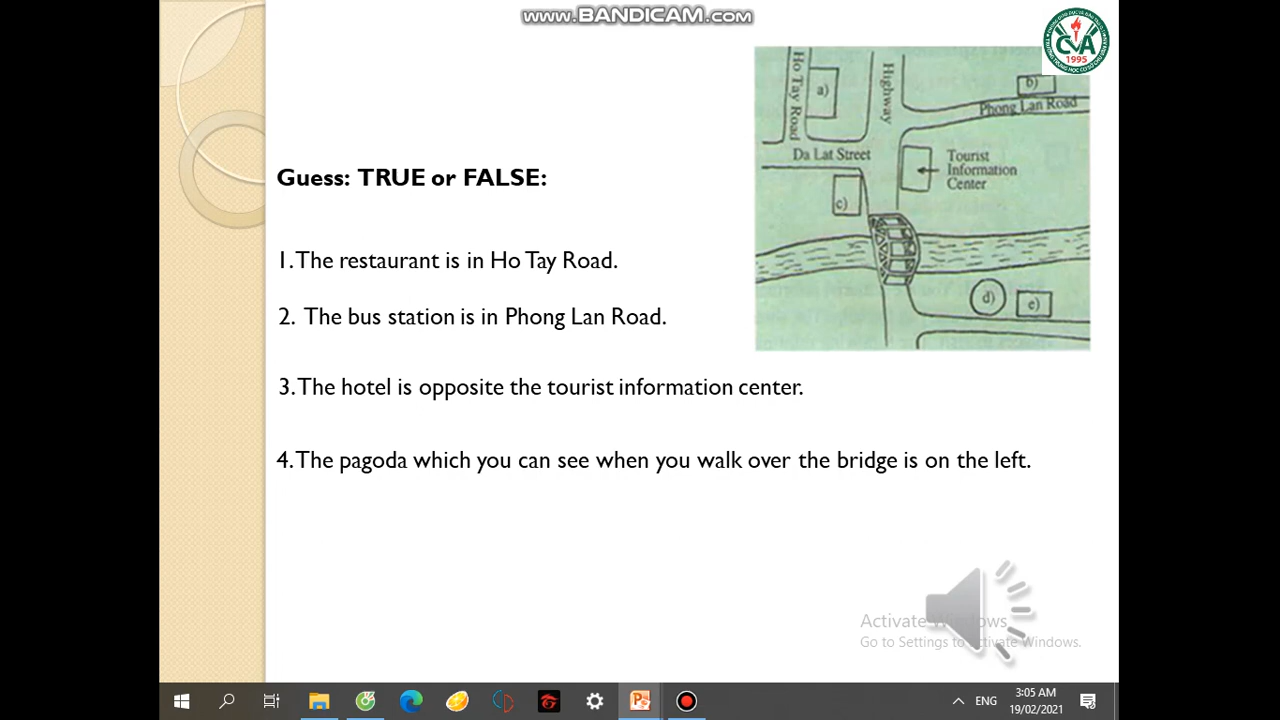 www.BANDICAM.com
CVA
1995
Ho Tay Road
a)
Highway
b)
Phong Lan Road
Da Lat Street
Tourist
Information
Center
c)
d)
e)
Guess: TRUE or FALSE:
1. The restaurant is in Ho Tay Road.
2. The bus station is in Phong Lan Road.
3. The hotel is opposite the tourist information center.
4. The pagoda which you can see when you walk over the bridge is on the left.
Activate Windows
Go to Settings to activate Windows.
ENG
3:05 AM
19/02/2021